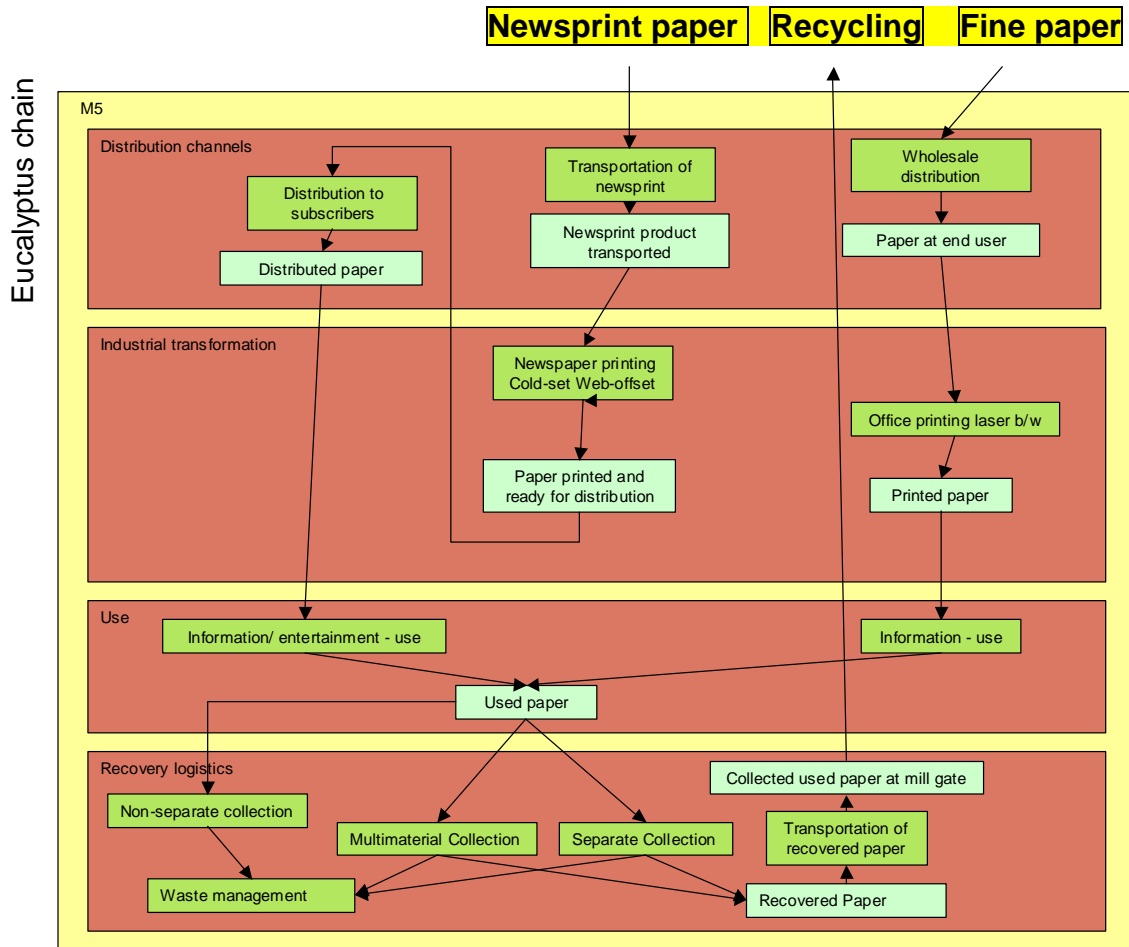 Newsprint paper
Recycling
Fine paper
Eucalyptus chain
M5
Distribution channels
Distribution to
subscribers
Distributed paper
Transportation of
newsprint
Newsprint product
transported
Wholesale
distribution
Paper at end user
Industrial transformation
Newspaper printing
Cold-set Web-offset
Paper printed and
ready for distribution
Office printing laser b/w
Printed paper
Use
Information/ entertainment - use
Information - use
Used paper
Recovery logistics
Non-separate collection
Multimaterial Collection
Separate Collection
Waste management
Collected used paper at mill gate
Transportation of
recovered paper
Recovered Paper